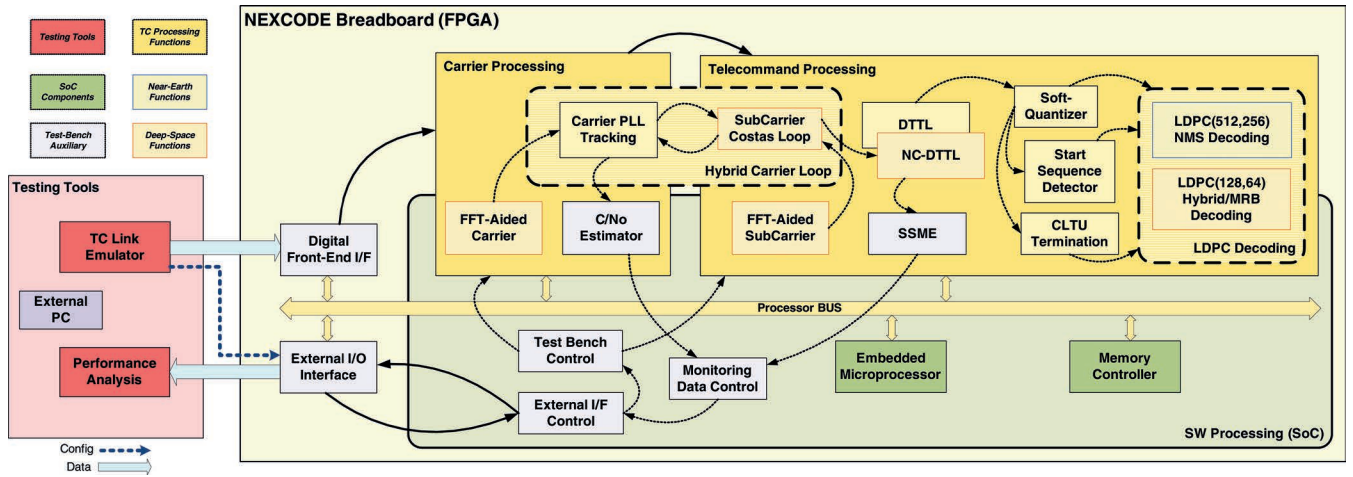 Testing Tools
TC Processing
Functions
SoC
Components
Near-Earth
Functions
Test-Bench
Auxiliary
Deep-Space
Functions
NEXCODE Breadboard (FPGA)
Carrier Processing
Telecommand Processing
Carrier PLL
Tracking
SubCarrier
Costas Loop
Hybrid Carrier Loop
DTTL
NC-DTTL
Soft-
Quantizer
Start
Sequence
Detector
CLTU
Termination
LDPC(512,256)
NMS Decoding
LDPC(128,64)
Hybrid/MRB
Decoding
LDPC Decoding
FFT-Aided
Carrier
C/No
Estimator
FFT-Aided
SubCarrier
SSME
Testing Tools
TC Link
Emulator
External
PC
Performance
Analysis
Digital
Front-End I/F
Processor BUS
External I/O
Interface
Test Bench
Control
External I/F
Control
Monitoring
Data Control
Embedded
Microprocessor
Memory
Controller
SW Processing (SoC)
Config
Data